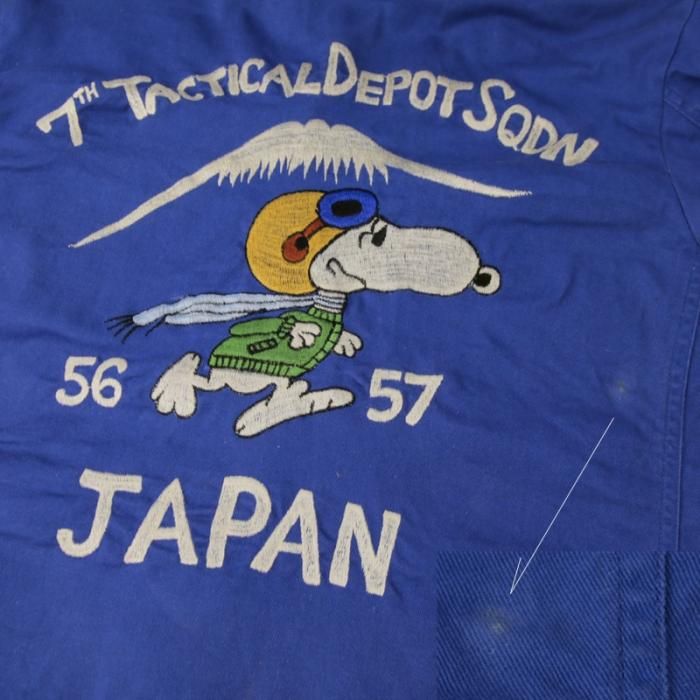 7TH TACTICAL DEPOT SQDN
56 57
JAPAN